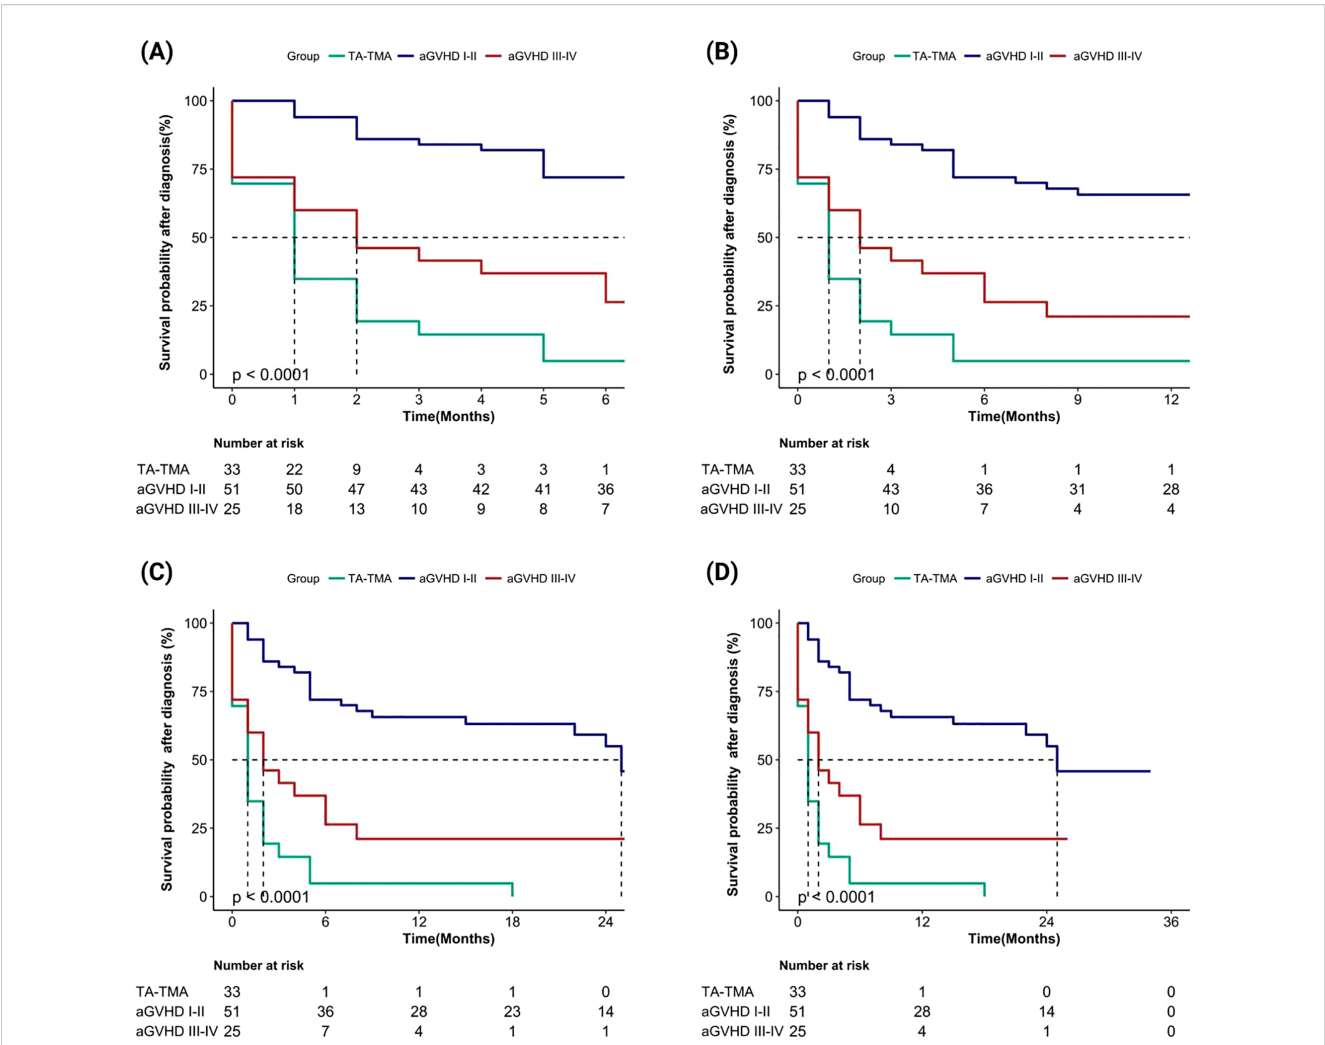 (A)
Group TA-TMA aGVHD I-II aGVHD III-IV
Survival probability after diagnosis(%)
100
75
50
25
0
p < 0.0001
0 1 2 3 4 5 6
Time(Months)
Number at risk
TA-TMA 33 22 9 4 3 3 1
aGVHD I-II 51 50 47 43 42 41 36
aGVHD III-IV 25 18 13 10 9 8 7
(B)
Group TA-TMA aGVHD I-II aGVHD III-IV
Survival probability after diagnosis (%)
100
75
50
25
0
p < 0.0001
0 3 6 9 12
Time(Months)
Number at risk
TA-TMA 33 4 1 1 1
aGVHD I-II 51 43 36 31 28
aGVHD III-IV 25 10 7 4 4
(C)
Group TA-TMA aGVHD I-II aGVHD III-IV
Survival probability after diagnosis (%)
100
75
50
25
0
p < 0.0001
0 6 12 18 24
Time(Months)
Number at risk
TA-TMA 33 1 1 1 0
aGVHD I-II 51 36 28 23 14
aGVHD III-IV 25 7 4 1 1
(D)
Group TA-TMA aGVHD I-II aGVHD III-IV
Survival probability after diagnosis (%)
100
75
50
25
0
p < 0.0001
0 12 24 36
Time(Months)
Number at risk
TA-TMA 33 1 0 0
aGVHD I-II 51 28 14 0
aGVHD III-IV 25 4 1 0